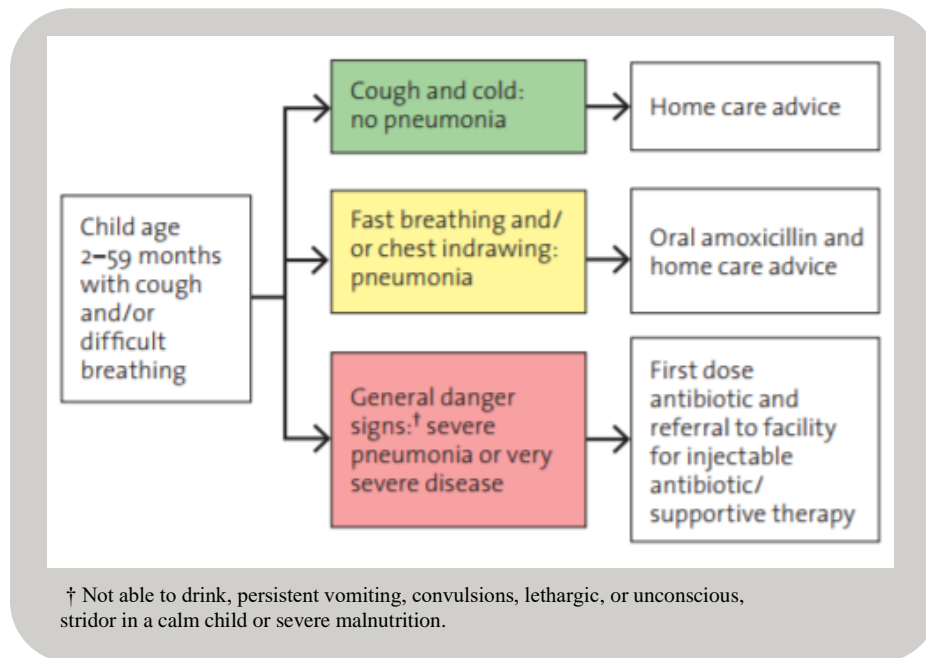 Child age
2–59 months
with cough
and/or
difficult
breathing
Cough and cold:
no pneumonia
Home care advice
Fast breathing and/
or chest indrawing:
pneumonia
Oral amoxicillin and
home care advice
General danger
signs:† severe
pneumonia or very
severe disease
First dose
antibiotic and
referral to facility
for injectable
antibiotic/
supportive therapy
† Not able to drink, persistent vomiting, convulsions, lethargic, or unconscious,
stridor in a calm child or severe malnutrition.